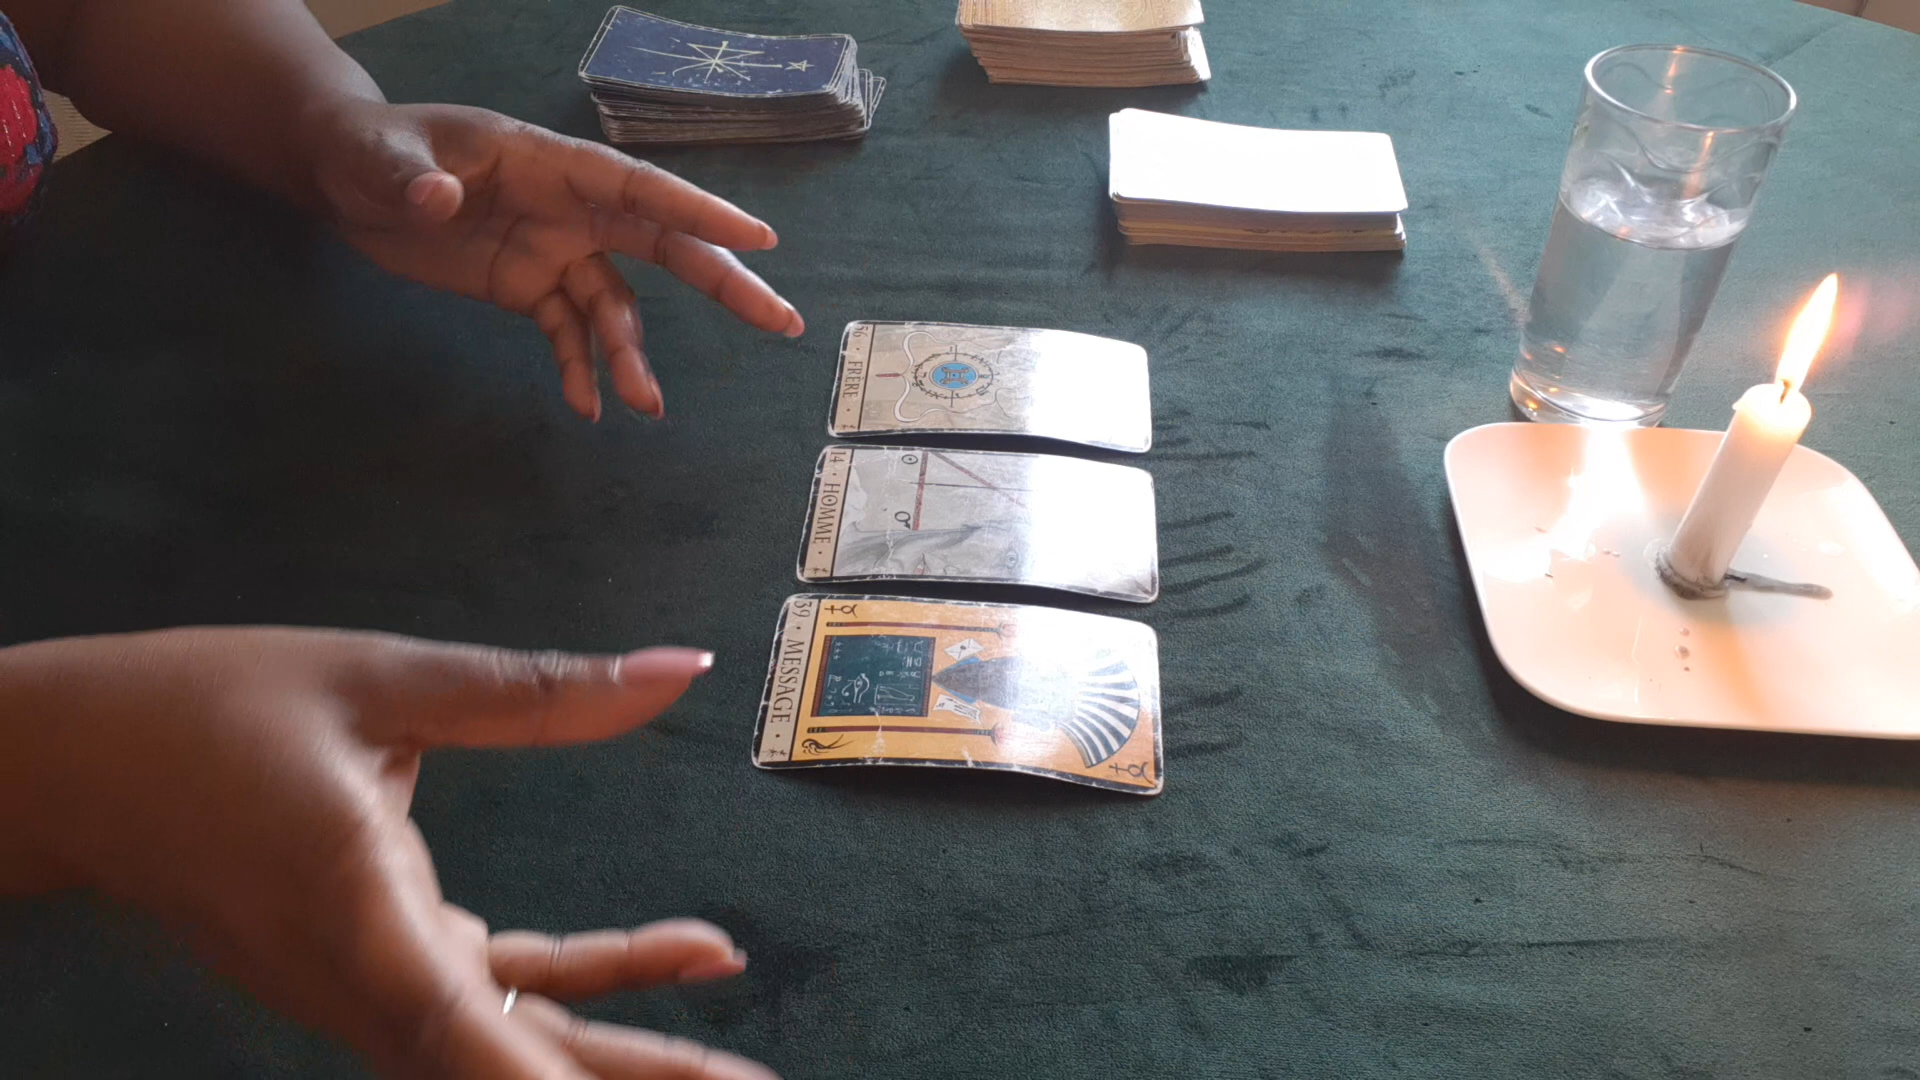 56 · FRÈRE ·
14 · HOMME ·
39 · MESSAGE ·